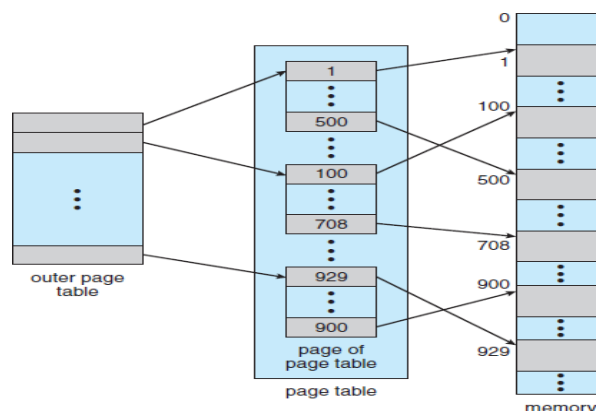 outer page
table
1
500
100
708
929
900
page of
page table
page table
0
1
100
500
708
900
929
memory